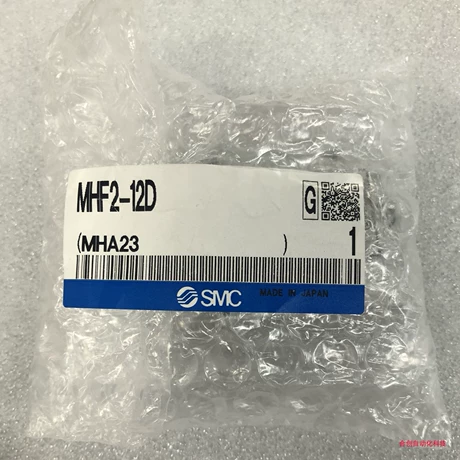 MHF2-12D
G
(MHA23 )
1
SMC
MADE IN JAPAN